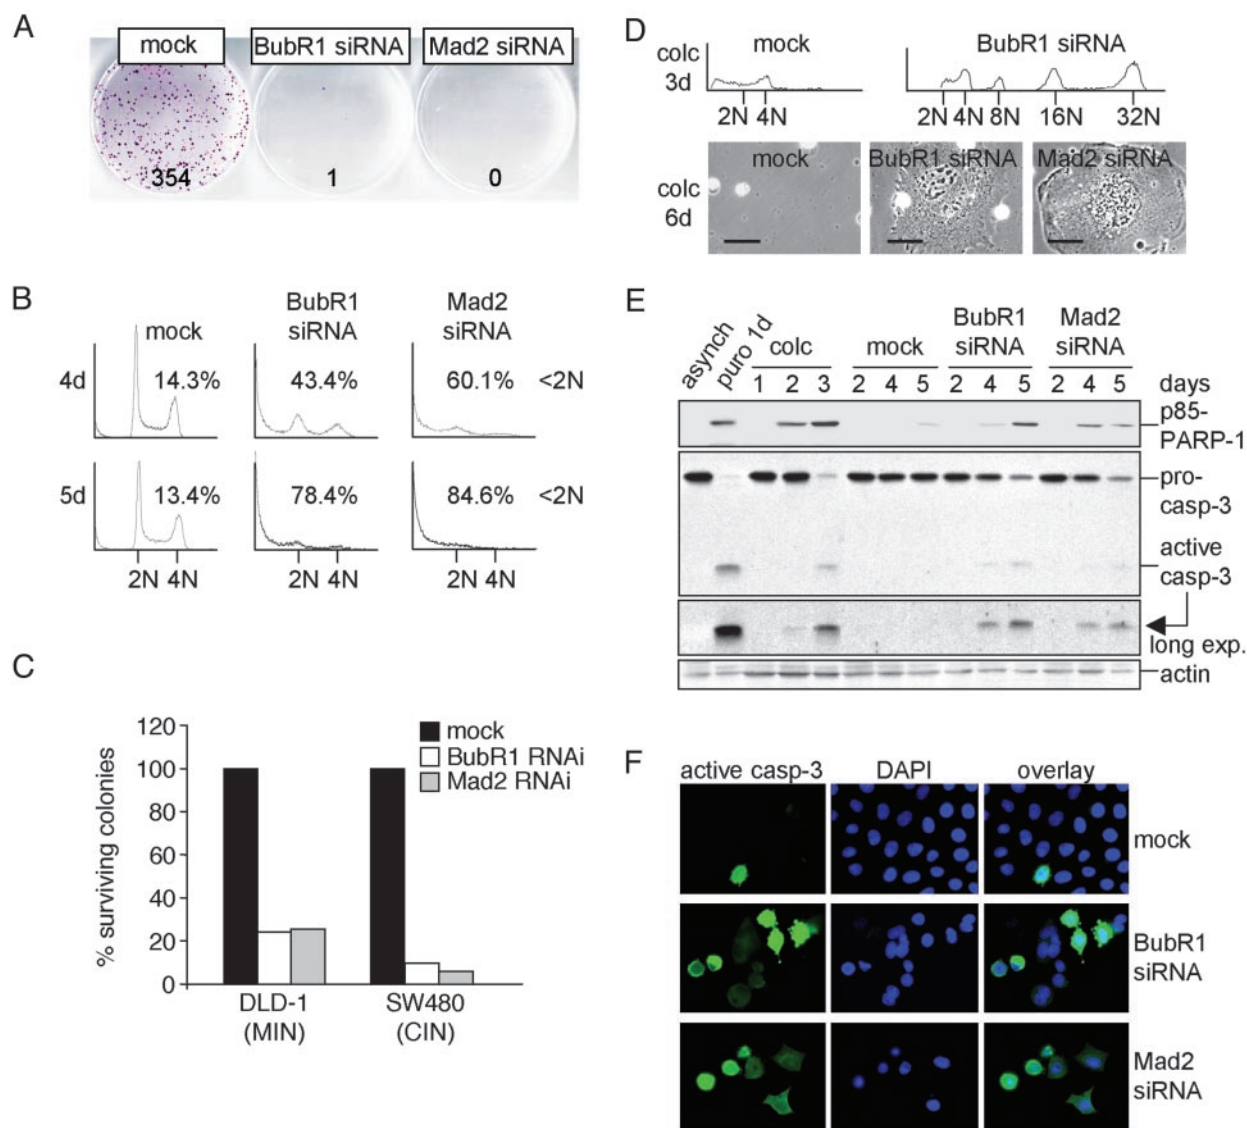 A
mock BubR1 siRNA Mad2 siRNA
354 1 0
B
mock BubR1 siRNA Mad2 siRNA
4d 14.3% 43.4% 60.1% <2N
5d 13.4% 78.4% 84.6% <2N
2N 4N 2N 4N 2N 4N
C
% surviving colonies
120
100
80
60
40
20
0
mock
BubR1 RNAi
Mad2 RNAi
DLD-1 SW480
(MIN) (CIN)
D
colc
3d
mock BubR1 siRNA
2N 4N 2N 4N 8N 16N 32N
colc
6d
mock BubR1 siRNA Mad2 siRNA
E
asynch puro 1d colc mock BubR1 siRNA Mad2 siRNA
1 2 3 2 4 5 2 4 5 2 4 5 days
p85-
PARP-1
pro-
casp-3
active
casp-3
long exp.
actin
F
active casp-3 DAPI overlay
mock
BubR1
siRNA
Mad2
siRNA